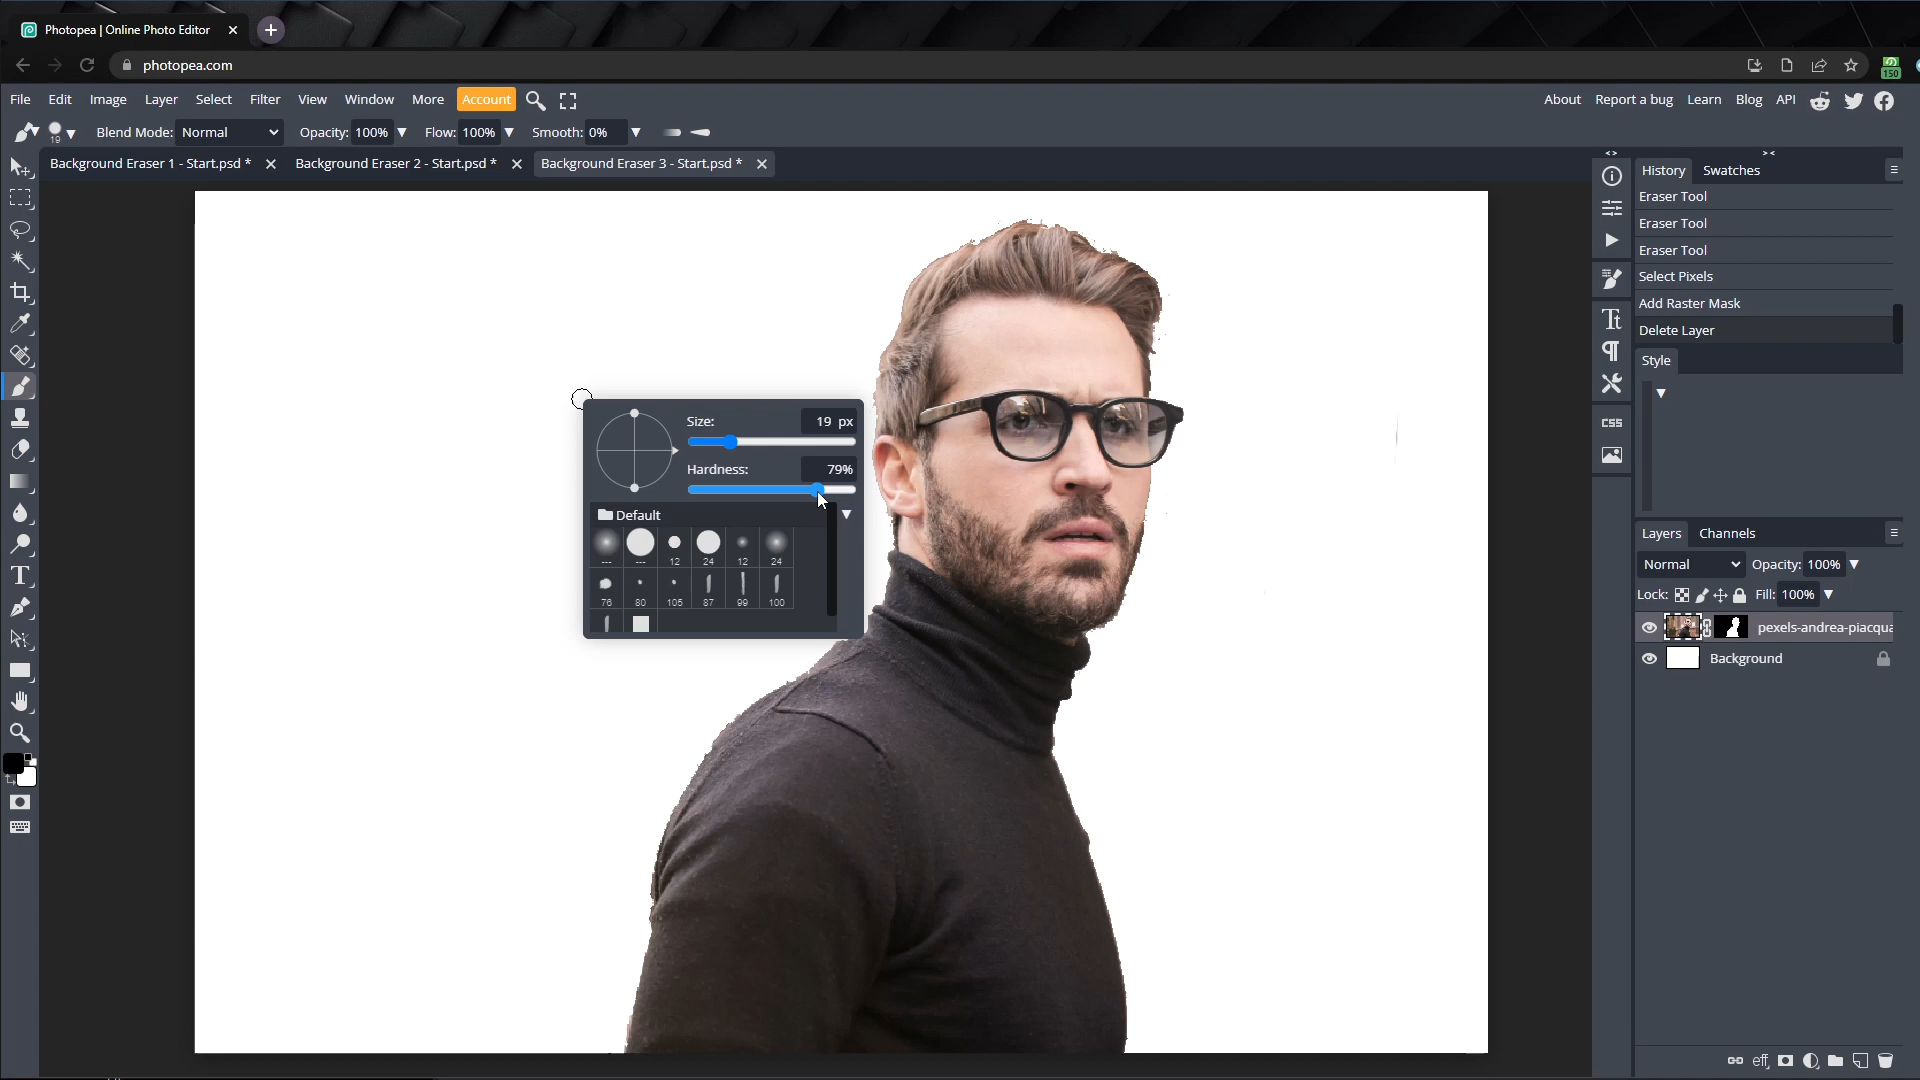 Photopea | Online Photo Editor
photopea.com
150
File Edit Image Layer Select Filter View Window More Account
About Report a bug Learn Blog API
19 Blend Mode: Normal Opacity: 100% Flow: 100% Smooth: 0%
Background Eraser 1 - Start.psd * Background Eraser 2 - Start.psd * Background Eraser 3 - Start.psd *
History Swatches
Eraser Tool
Eraser Tool
Eraser Tool
Select Pixels
Add Raster Mask
Delete Layer
Style
CSS
Size: 19 px
Hardness: 79%
Default
--- --- 12 24 12 24
76 80 105 87 99 100
Layers Channels
Normal Opacity: 100%
Lock: Fill: 100%
pexels-andrea-piacqua
Background
eff